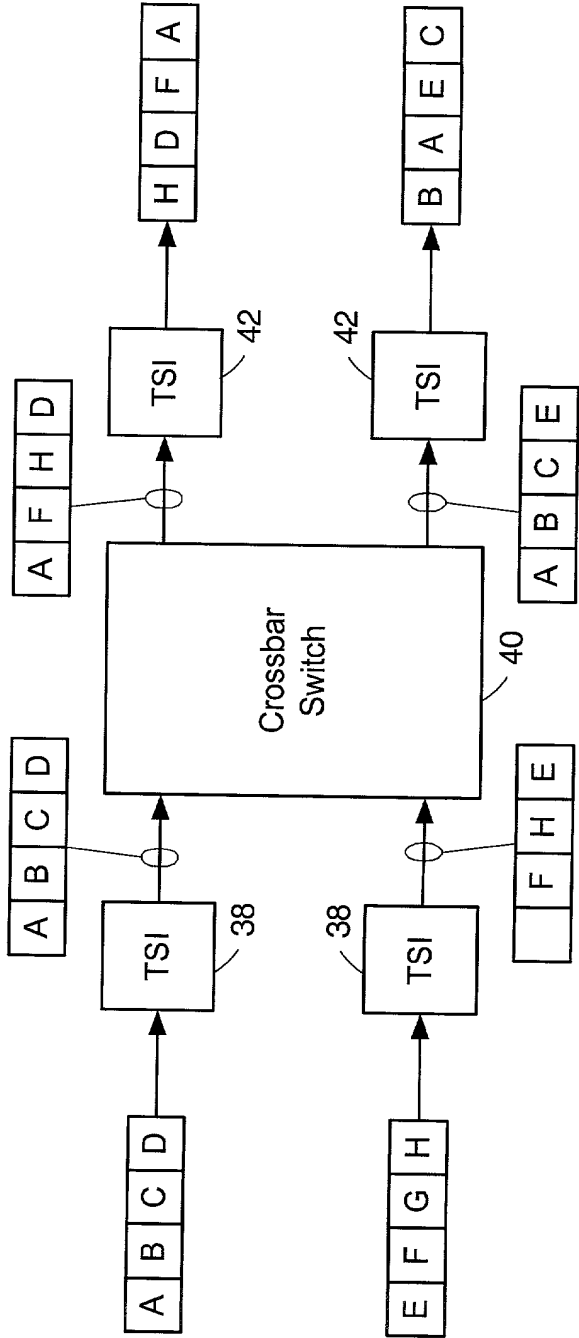 A B C D
A F H D
A B C D
TSI
TSI
H D F A
38
42
Crossbar
Switch
38
42
E F G H
TSI
TSI
B A E C
40
F H E
A B C E